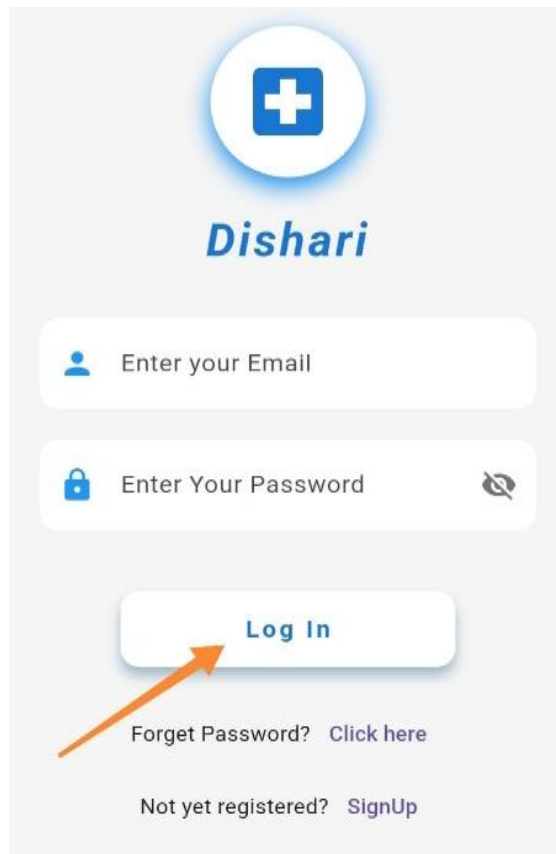 Dishari
Enter your Email
Enter Your Password
Log In
Forget Password? Click here
Not yet registered? SignUp